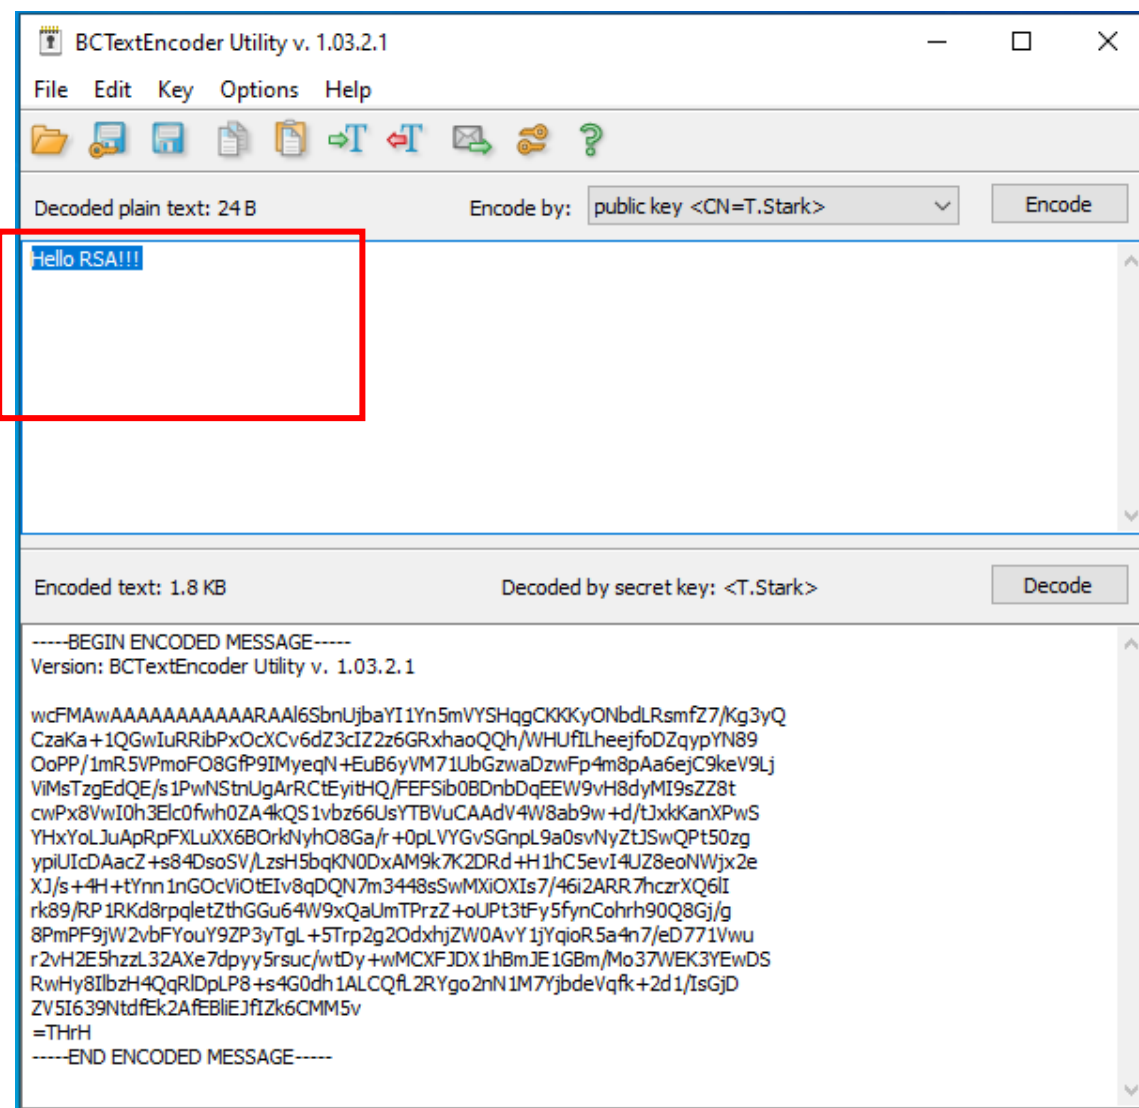 BCTextEncoder Utility v. 1.03.2.1
File Edit Key Options Help
Decoded plain text: 24 B Encode by: public key <CN=T.Stark> Encode
Hello RSA!!!
Encoded text: 1.8 KB Decoded by secret key: <T.Stark> Decode
-----BEGIN ENCODED MESSAGE-----
Version: BCTextEncoder Utility v. 1.03.2.1
wcFMAwAAAAAAAAAAARAAl6SbnUjbaYI1Yn5mVYSHqgCKKKyONbdLRsmfZ7/Kg3yQ
CzaKa+1QGwIuRRibPxOcXCv6dZ3cIZ2z6GRxhaoQQh/WHUfILheejfoDZqypYN89
OoPP/1mR5VPmoFO8GfP9IMyeqN+EuB6yVM71UbGzwaDzwFp4m8pAa6ejC9keV9Lj
ViMsTzgEdQE/s1PwNStnUgArRCtEyitHQ/FEFSib0BDnbDqEEW9vH8dyMI9sZZ8t
cwPx8VwI0h3Elc0fwh0ZA4kQS1vbz66UsYTBVuCAAdV4W8ab9w+d/tJxkKanXPwS
YHxYoLJuApRpFXLuXX6BOrkNyhO8Ga/r+0pLVYGvSGnpL9a0svNyZtJSwQPt50zg
ypiUIcDAacZ+s84DsoSV/LzsH5bqKN0DxAM9k7K2DRd+H1hC5evI4UZ8eoNWjx2e
XJ/s+4H+tYnn1nGOcViOtEIv8qDQN7m3448sSwMXiOXIs7/46i2ARR7hczrXQ6lI
rk89/RP1RKd8rpqletZthGGu64W9xQaUmTPrzZ+oUPt3tFy5fynCohrh90Q8Gj/g
8PmPF9jW2vbFYouY9ZP3yTgL+5Trp2g2OdxhjZW0AvY1jYqioR5a4n7/eD771Vwu
r2vH2E5hzzL32AXe7dpyy5rsuc/wtDy+wMCXFJDX1hBmJE1GBm/Mo37WEK3YEwDS
RwHy8IlbzH4QqRlDpLP8+s4G0dh1ALCQfL2RYgo2nN1M7YjbdeVqfk+2d1/IsGjD
ZV5I639NtdfEk2AfEBliEJfIZk6CMM5v
=THrH
-----END ENCODED MESSAGE-----